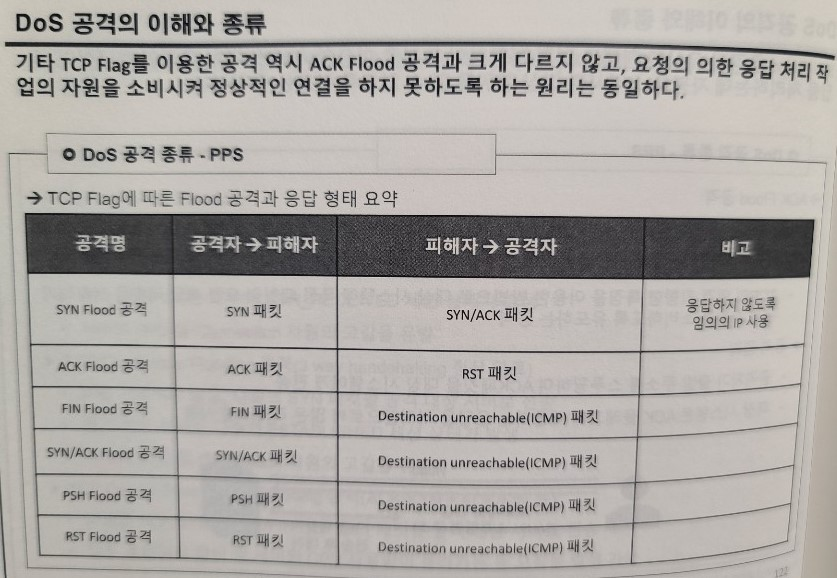 DoS 공격의 이해와 종류
기타 TCP Flag를 이용한 공격 역시 ACK Flood 공격과 크게 다르지 않고, 요청의 의한 응답 처리 작
업의 자원을 소비시켜 정상적인 연결을 하지 못하도록 하는 원리는 동일하다.
DoS 공격 종류 - PPS
→ TCP Flag에 따른 Flood 공격과 응답 형태 요약
공격명 공격자 → 피해자 피해자 → 공격자 비고
SYN Flood 공격 SYN 패킷 SYN/ACK 패킷 응답하지 않도록
임의의 IP 사용
ACK Flood 공격 ACK 패킷 RST 패킷
FIN Flood 공격 FIN 패킷 Destination unreachable(ICMP) 패킷
SYN/ACK Flood 공격 SYN/ACK 패킷 Destination unreachable(ICMP) 패킷
PSH Flood 공격 PSH 패킷 Destination unreachable(ICMP) 패킷
RST Flood 공격 RST 패킷 Destination unreachable(ICMP) 패킷